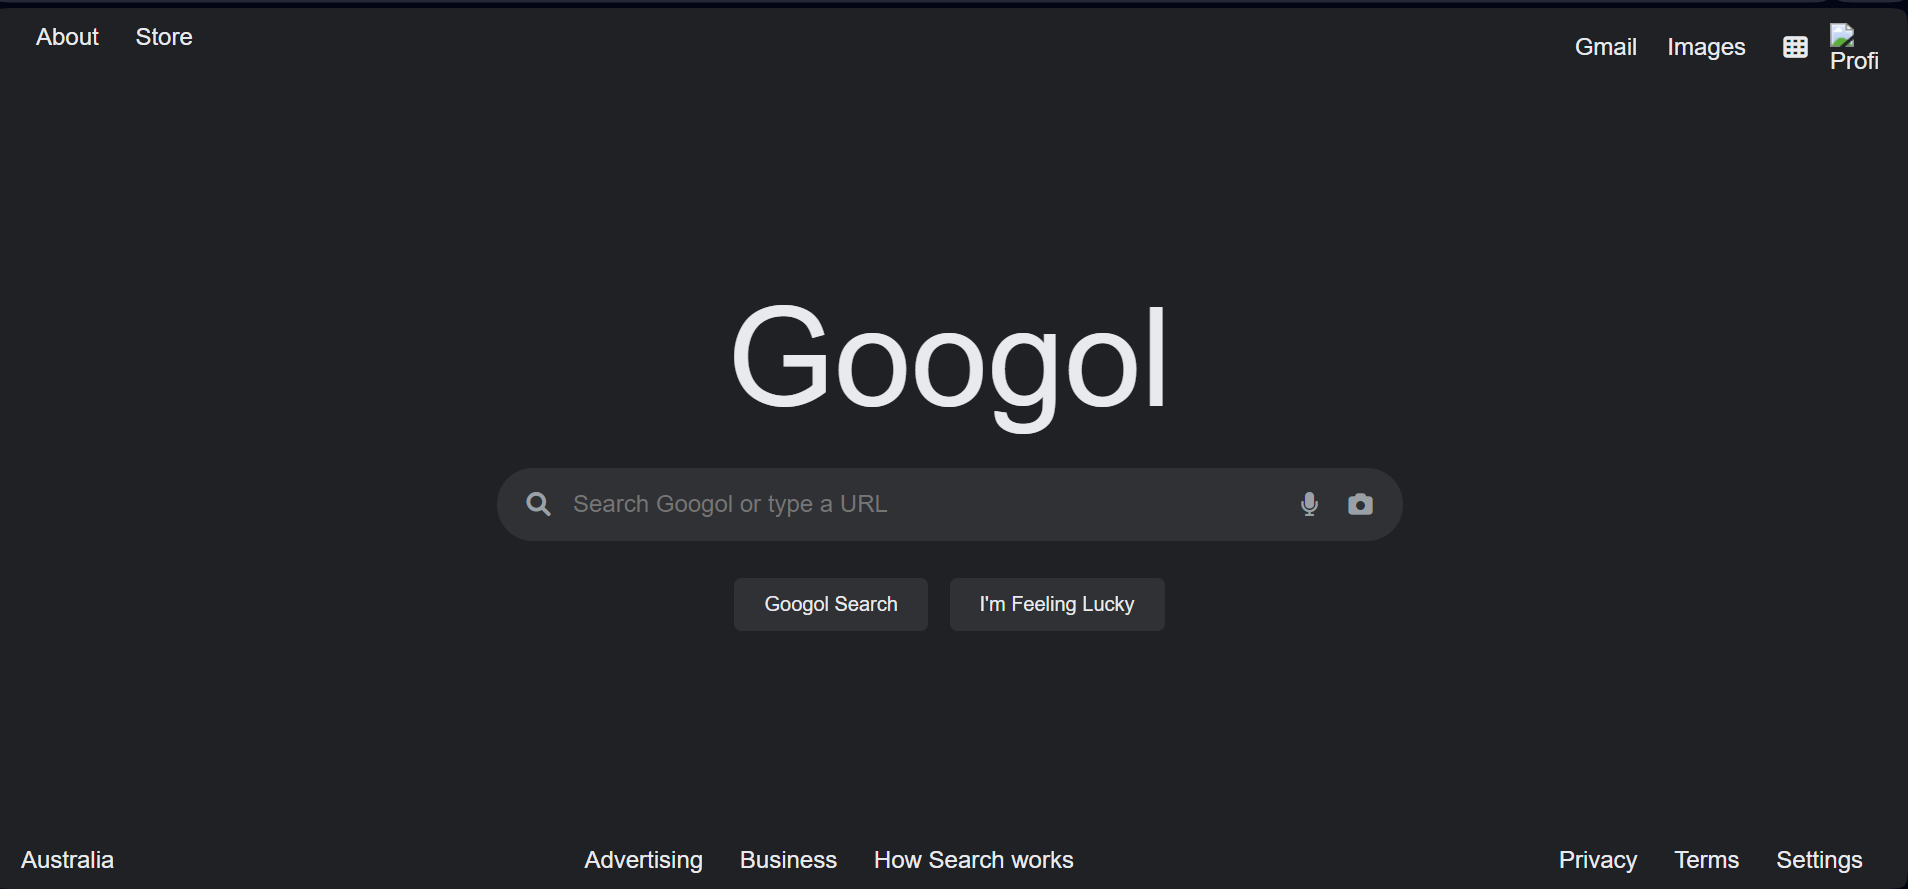 About Store
Gmail Images
Profi
Googol
Search Googol or type a URL
Googol Search
I'm Feeling Lucky
Australia
Advertising Business How Search works
Privacy Terms Settings